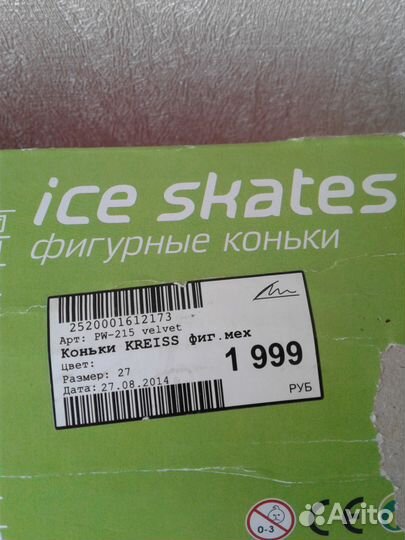 ice skates
фигурные коньки
2520001612173
Арт: PW-215 velvet
Коньки KREISS фиг.мех
Цвет:
1 999
Размер: 27
РУБ
Дата: 27.08.2014
0-3
CE
Avito